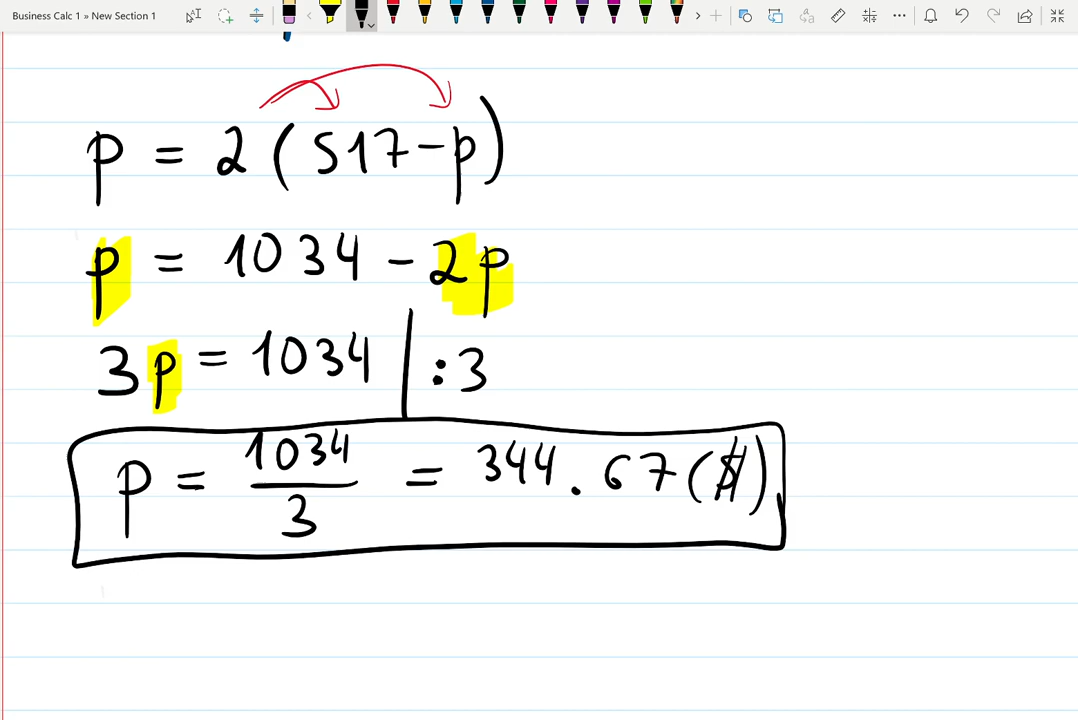 Business Calc 1 » New Section 1
p = 2 (517-p)
p = 1034 - 2p
3p = 1034 | :3
p = 1034/3 = 344.67 ($)